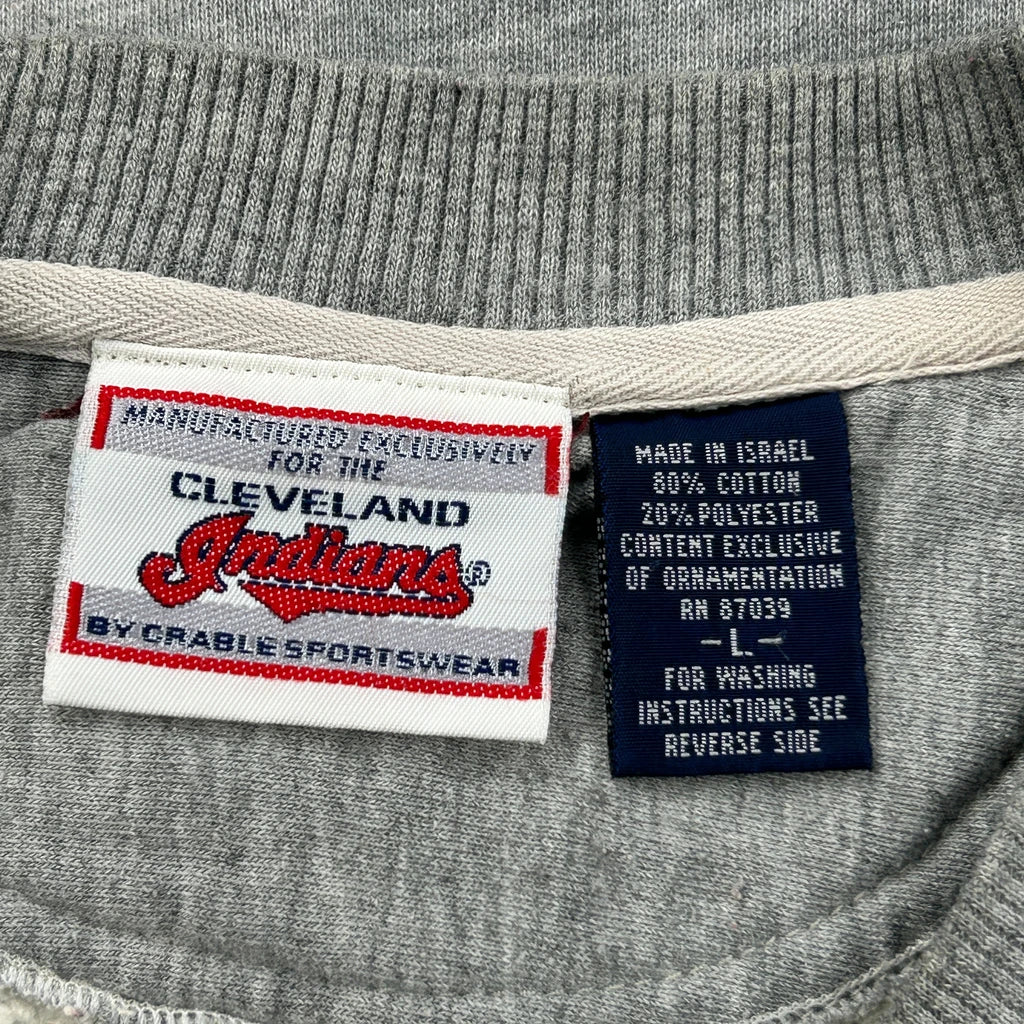 MANUFACTURED EXCLUSIVELY
FOR THE
CLEVELAND
Indians®
BY CRABLE SPORTSWEAR
MADE IN ISRAEL
80% COTTON
20% POLYESTER
CONTENT EXCLUSIVE
OF ORNAMENTATION
RN 87039
- L -
FOR WASHING
INSTRUCTIONS SEE
REVERSE SIDE